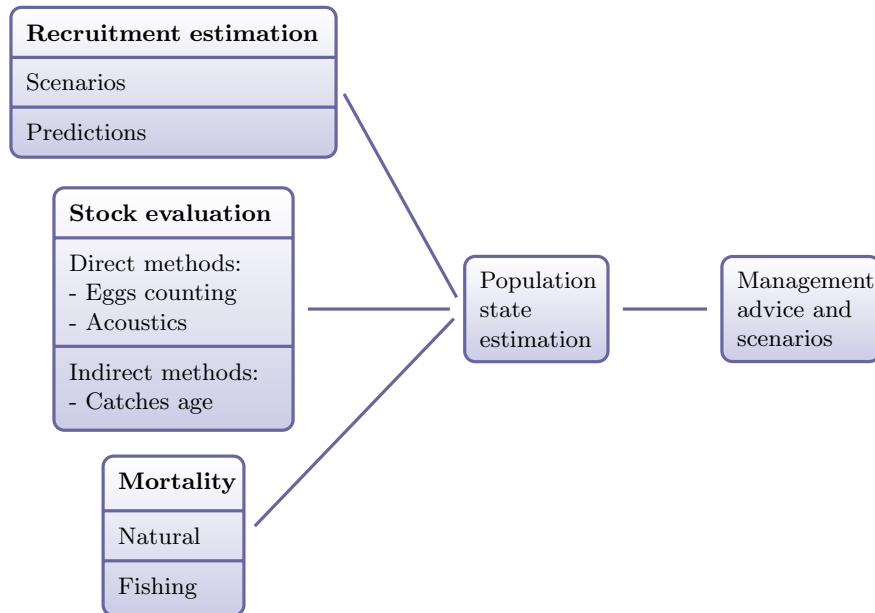 Recruitment estimation
Scenarios
Predictions
Stock evaluation
Direct methods:
- Eggs counting
- Acoustics
Indirect methods:
- Catches age
Mortality
Natural
Fishing
Population
state
estimation
Management
advice and
scenarios